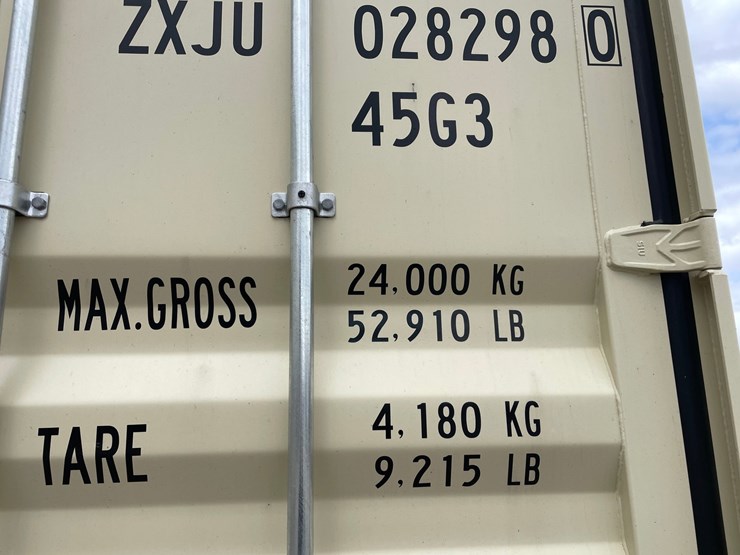 ZXJU 028298 0
45G3
MAX.GROSS 24,000 KG
52,910 LB
TARE 4,180 KG
9,215 LB